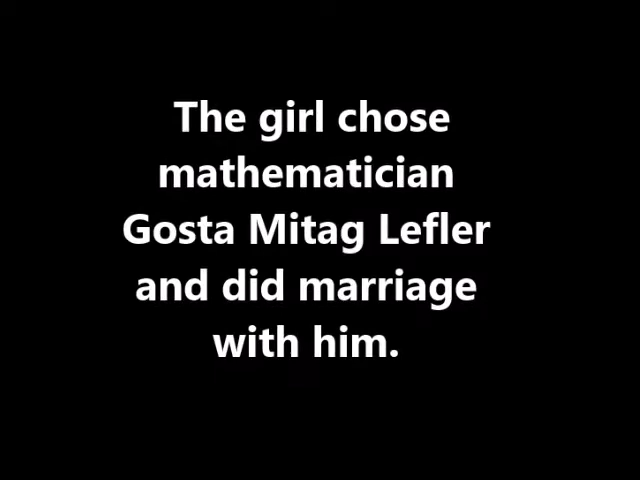 The girl chose
mathematician
Gosta Mitag Lefler
and did marriage
with him.